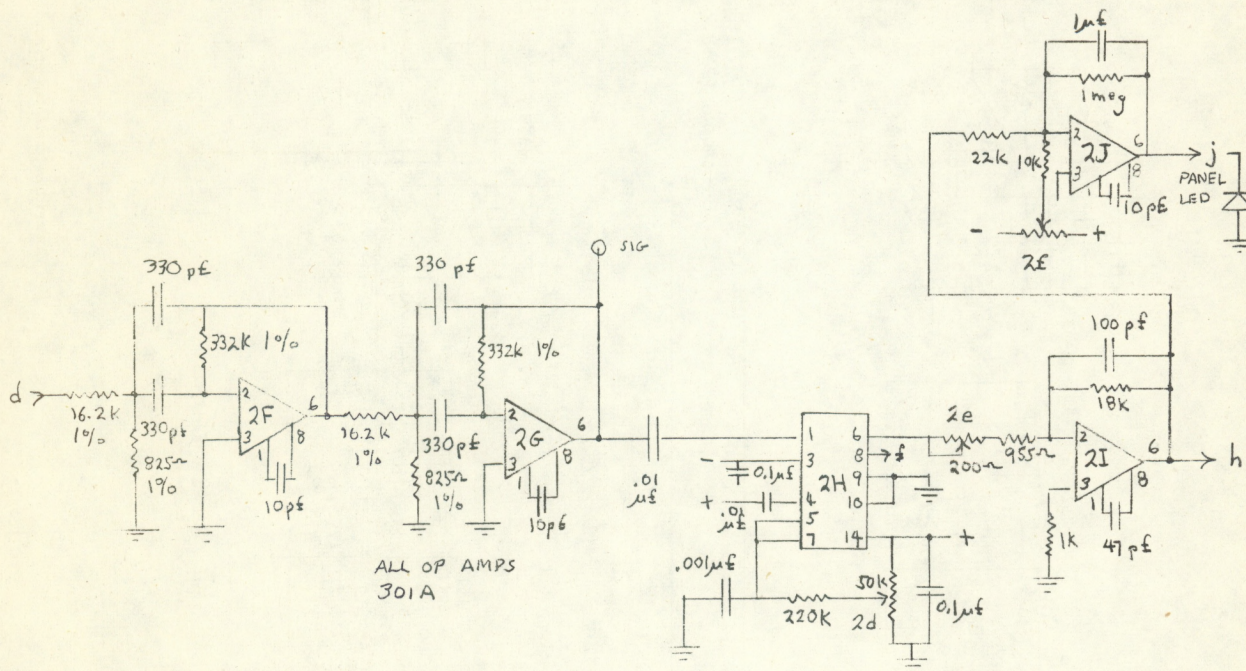 1µf
1meg
22K
10K
2
2J
6
3
1
8
10pf
j
PANEL
LED
-
+
2f
SIG
330 pf
332K 1%
d
16.2K
1%
330pf
825Ω
1%
2
2F
6
3
1
8
10pf
330 pf
332K 1%
16.2K
1%
330pf
825Ω
1%
2
2G
6
3
1
8
10pf
ALL OP AMPS
301A
.01
µf
-
0.1µf
+
.01
µf
1
3
4
5
7
2H
6
8
9
10
14
f
2e
200Ω
955Ω
.001µf
220K
50K
2d
+
0.1µf
100pf
18K
2
2I
6
3
1
8
1K
47pf
h